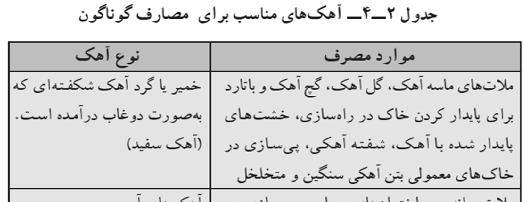 جدول ۲ــ۴ــ آهک‌های مناسب برای مصارف گوناگون
موارد مصرف
نوع آهک
ملات‌های ماسه آهک، گل آهک، گچ آهک و باتارد
برای پایدار کردن خاک در راه‌سازی، خشت‌های
پایدار شده با آهک، شفته آهکی، پی‌سازی در
خاک‌های معمولی بتن آهکی سنگین و متخلخل
خمیر یا گرد آهک شکفته‌ای که
به‌صورت دوغاب درآمده است.
(آهک سفید)